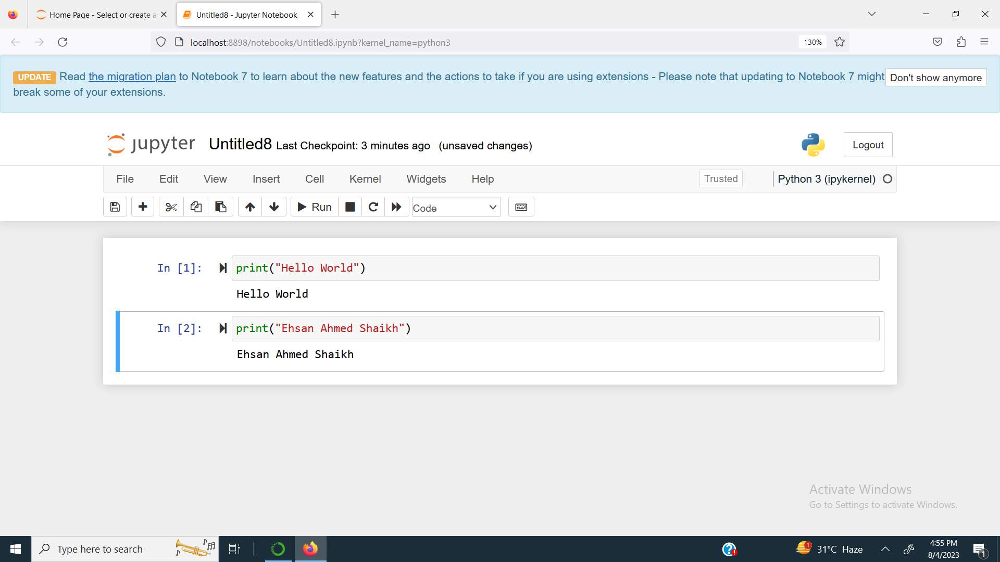 Home Page - Select or create a
Untitled8 - Jupyter Notebook
localhost:8898/notebooks/Untitled8.ipynb?kernel_name=python3
130%
UPDATE Read the migration plan to Notebook 7 to learn about the new features and the actions to take if you are using extensions - Please note that updating to Notebook 7 might
break some of your extensions.
Don't show anymore
jupyter Untitled8 Last Checkpoint: 3 minutes ago (unsaved changes)
Logout
File Edit View Insert Cell Kernel Widgets Help
Trusted
Python 3 (ipykernel)
Run
Code
In [1]: print("Hello World")
Hello World
In [2]: print("Ehsan Ahmed Shaikh")
Ehsan Ahmed Shaikh
Activate Windows
Go to Settings to activate Windows.
Type here to search
1
31°C Haze
4:55 PM
8/4/2023
1